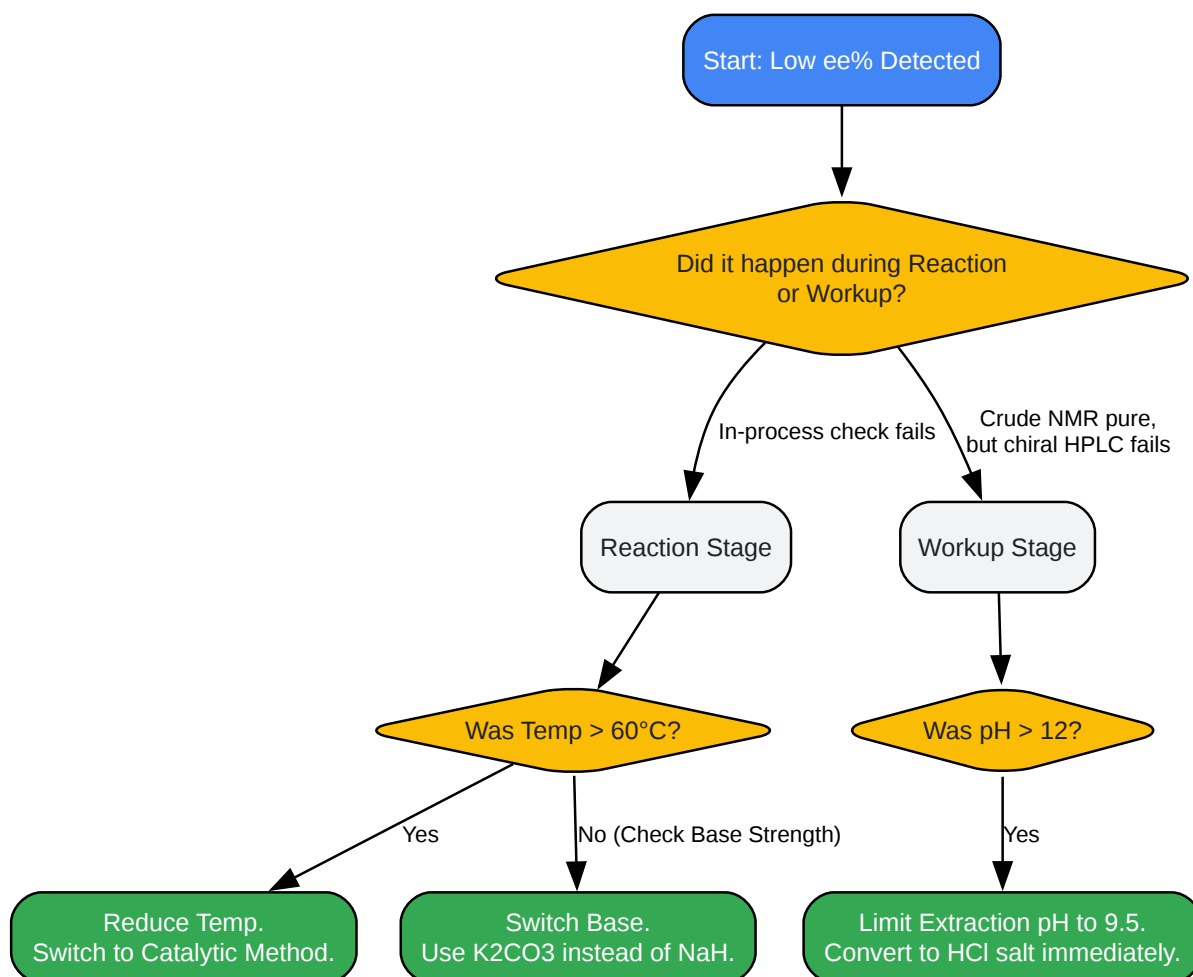 Start: Low ee% Detected
Did it happen during Reaction
or Workup?
In-process check fails
Crude NMR pure,
but chiral HPLC fails
Reaction Stage
Workup Stage
Was Temp > 60°C?
Was pH > 12?
Yes
No (Check Base Strength)
Yes
Reduce Temp.
Switch to Catalytic Method.
Switch Base.
Use K2CO3 instead of NaH.
Limit Extraction pH to 9.5.
Convert to HCl salt immediately.